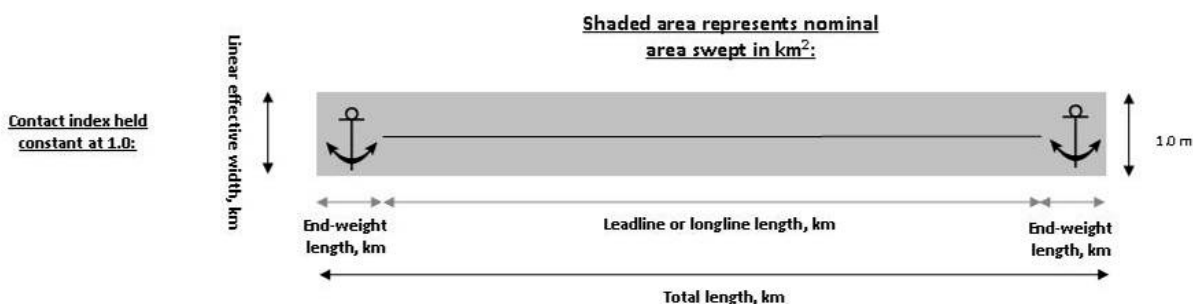 Shaded area represents nominal
area swept in km²:
Linear effective width, km
Contact index held
constant at 1.0:
1.0 m
End-weight
length, km
Leadline or longline length, km
End-weight
length, km
Total length, km